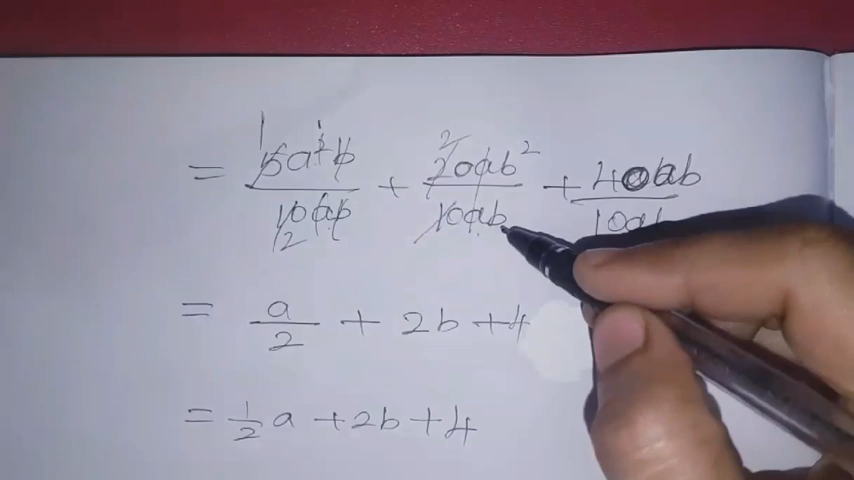 = 5a²b/10ab + 20ab²/10ab + 40ab/10ab
= a/2 + 2b + 4
= 1/2 a + 2b + 4